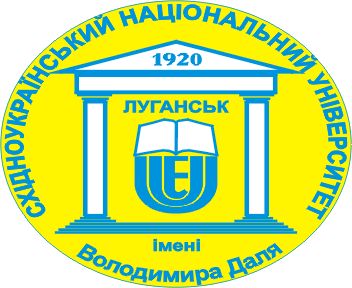 СХІДНОУКРАЇНСЬКИЙ НАЦІОНАЛЬНИЙ УНІВЕРСИТЕТ
1920
ЛУГАНСЬК
імені
Володимира Даля